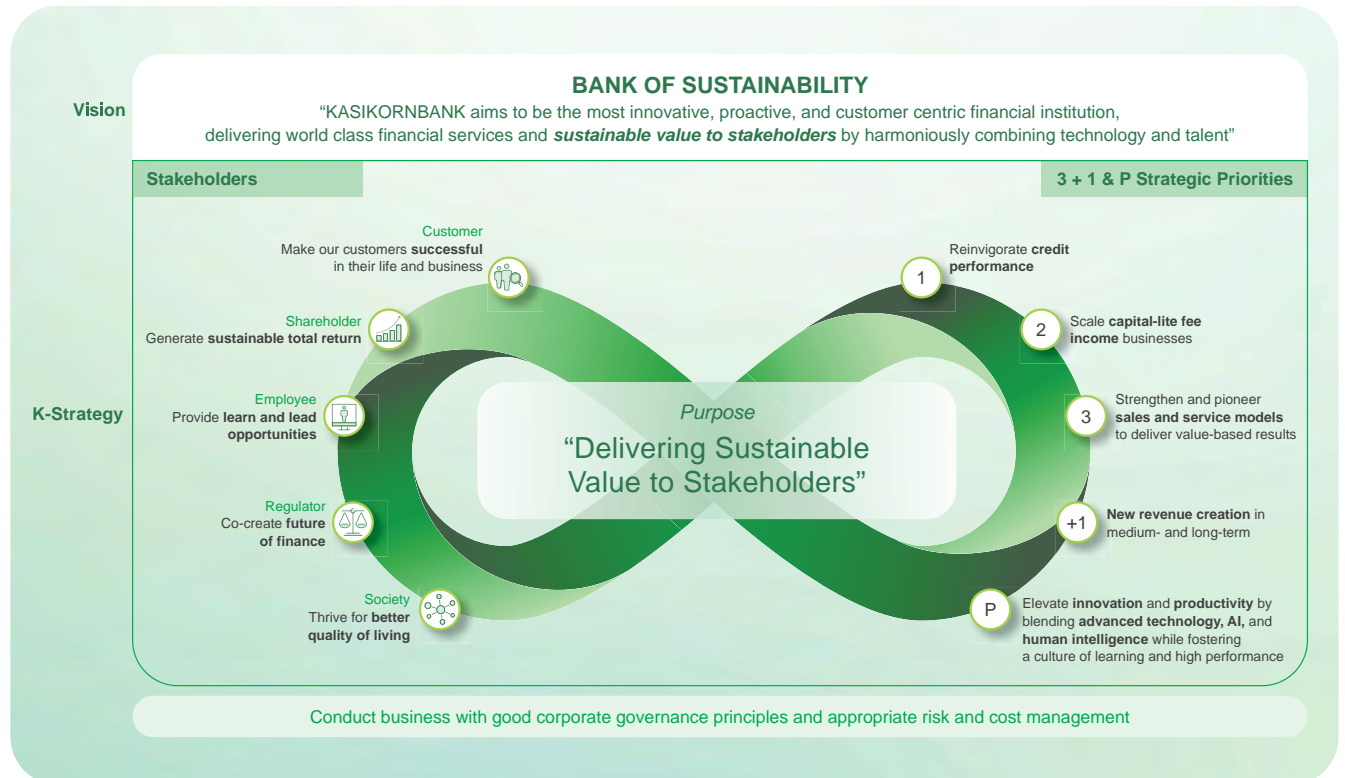 Vision
BANK OF SUSTAINABILITY
“KASIKORNBANK aims to be the most innovative, proactive, and customer centric financial institution,
delivering world class financial services and sustainable value to stakeholders by harmoniously combining technology and talent”
K-Strategy
Stakeholders
Customer
Make our customers successful
in their life and business
Shareholder
Generate sustainable total return
Employee
Provide learn and lead
opportunities
Regulator
Co-create future
of finance
Society
Thrive for better
quality of living
Purpose
“Delivering Sustainable
Value to Stakeholders”
3 + 1 & P Strategic Priorities
1
Reinvigorate credit
performance
2
Scale capital-lite fee
income businesses
3
Strengthen and pioneer
sales and service models
to deliver value-based results
+1
New revenue creation in
medium- and long-term
P
Elevate innovation and productivity by
blending advanced technology, AI, and
human intelligence while fostering
a culture of learning and high performance
Conduct business with good corporate governance principles and appropriate risk and cost management